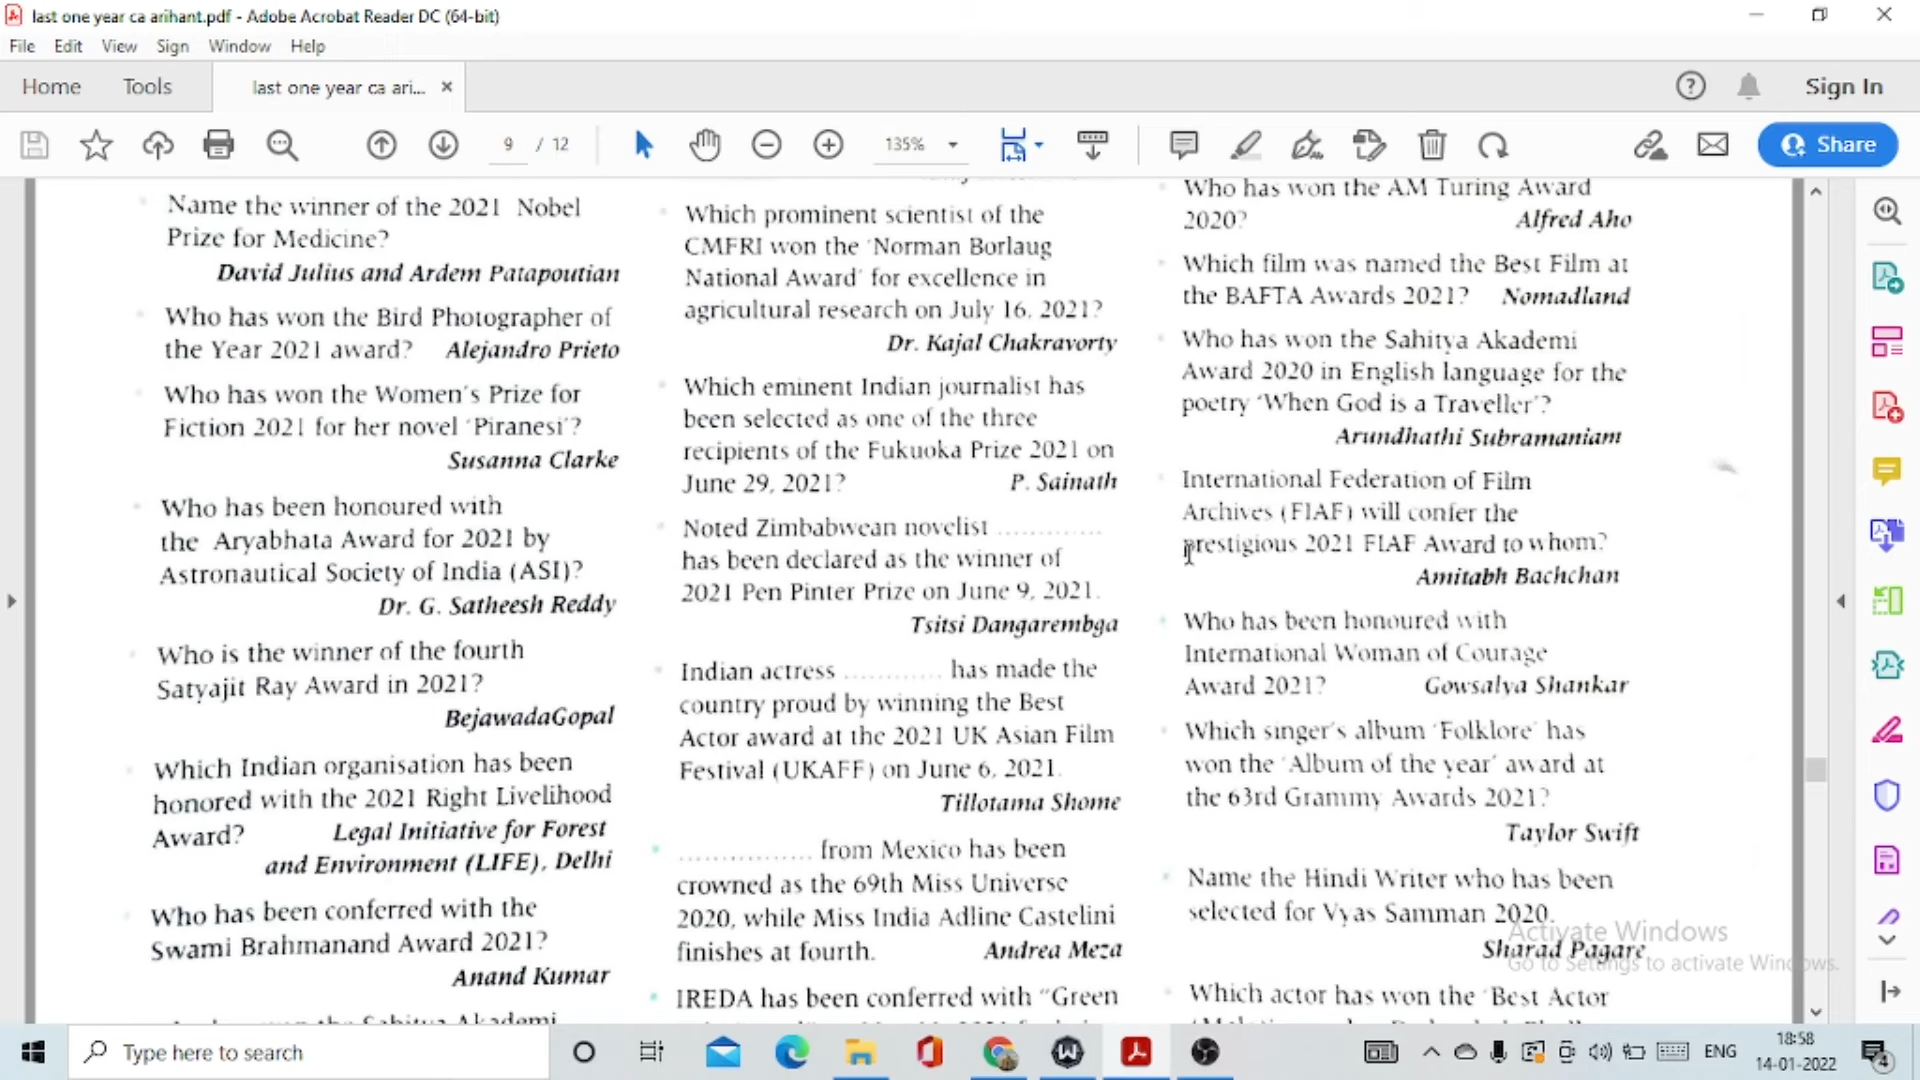 last one year ca arihant.pdf - Adobe Acrobat Reader DC (64-bit)
File Edit View Sign Window Help
Home Tools last one year ca ari... × Sign In
9 / 12 135% Share
Name the winner of the 2021 Nobel
Prize for Medicine?
David Julius and Ardem Patapoutian
Who has won the Bird Photographer of
the Year 2021 award? Alejandro Prieto
Who has won the Women's Prize for
Fiction 2021 for her novel 'Piranesi'?
Susanna Clarke
Who has been honoured with
the Aryabhata Award for 2021 by
Astronautical Society of India (ASI)?
Dr. G. Satheesh Reddy
Who is the winner of the fourth
Satyajit Ray Award in 2021?
BejawadaGopal
Which Indian organisation has been
honored with the 2021 Right Livelihood
Award? Legal Initiative for Forest
and Environment (LIFE), Delhi
Who has been conferred with the
Swami Brahmanand Award 2021?
Anand Kumar
Which prominent scientist of the
CMFRI won the 'Norman Borlaug
National Award' for excellence in
agricultural research on July 16, 2021?
Dr. Kajal Chakravorty
Which eminent Indian journalist has
been selected as one of the three
recipients of the Fukuoka Prize 2021 on
June 29, 2021? P. Sainath
Noted Zimbabwean novelist .............
has been declared as the winner of
2021 Pen Pinter Prize on June 9, 2021.
Tsitsi Dangarembga
Indian actress ............ has made the
country proud by winning the Best
Actor award at the 2021 UK Asian Film
Festival (UKAFF) on June 6, 2021.
Tillotama Shome
................ from Mexico has been
crowned as the 69th Miss Universe
2020, while Miss India Adline Castelini
finishes at fourth. Andrea Meza
IREDA has been conferred with "Green
Who has won the AM Turing Award
2020? Alfred Aho
Which film was named the Best Film at
the BAFTA Awards 2021? Nomadland
Who has won the Sahitya Akademi
Award 2020 in English language for the
poetry 'When God is a Traveller'?
Arundhathi Subramaniam
International Federation of Film
Archives (FIAF) will confer the
prestigious 2021 FIAF Award to whom?
Amitabh Bachchan
Who has been honoured with
International Woman of Courage
Award 2021? Gowsalya Shankar
Which singer's album 'Folklore' has
won the 'Album of the year' award at
the 63rd Grammy Awards 2021?
Taylor Swift
Name the Hindi Writer who has been
selected for Vyas Samman 2020.
Sharad Pagare
Which actor has won the 'Best Actor
Activate Windows
Go to Settings to activate Windows.
Type here to search
ENG
18:58
14-01-2022
4